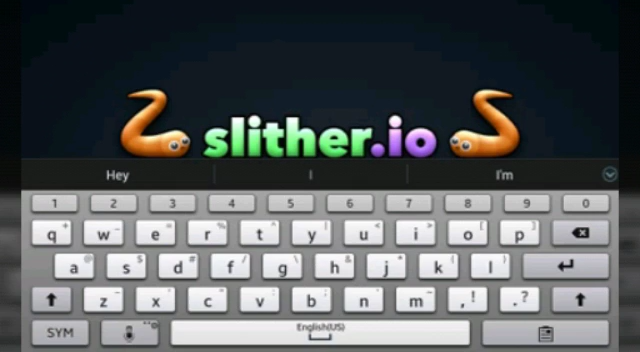 slither.io
Hey I I'm
1 2 3 4 5 6 7 8 9 0
q + w - e = r % t ^ y | u < i > o [ p ]
a @ s $ d # f / g \ h & j * k ( l )
z - x ' c " v : b ; n ~ m _ , ! . ?
SYM English(US)